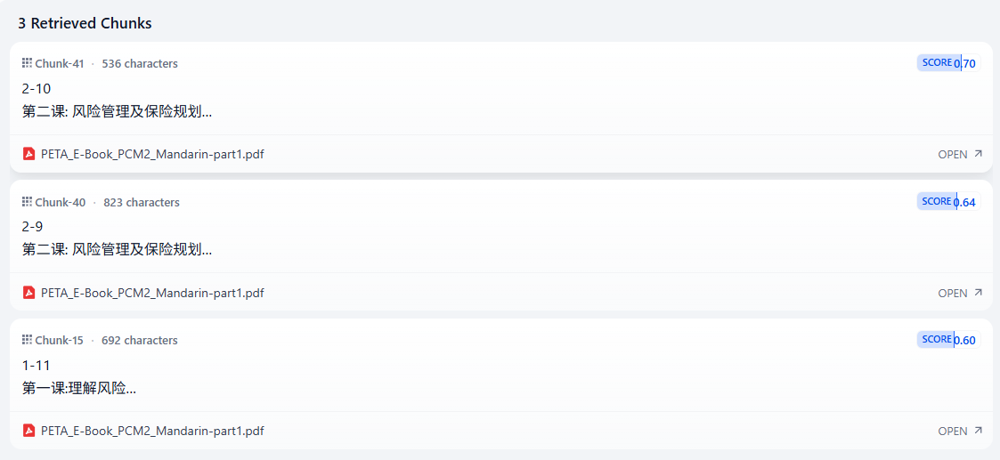 3 Retrieved Chunks
Chunk-41 · 536 characters SCORE 0.70
2-10
第二课: 风险管理及保险规划...
PETA_E-Book_PCM2_Mandarin-part1.pdf OPEN
Chunk-40 · 823 characters SCORE 0.64
2-9
第二课: 风险管理及保险规划...
PETA_E-Book_PCM2_Mandarin-part1.pdf OPEN
Chunk-15 · 692 characters SCORE 0.60
1-11
第一课:理解风险...
PETA_E-Book_PCM2_Mandarin-part1.pdf OPEN